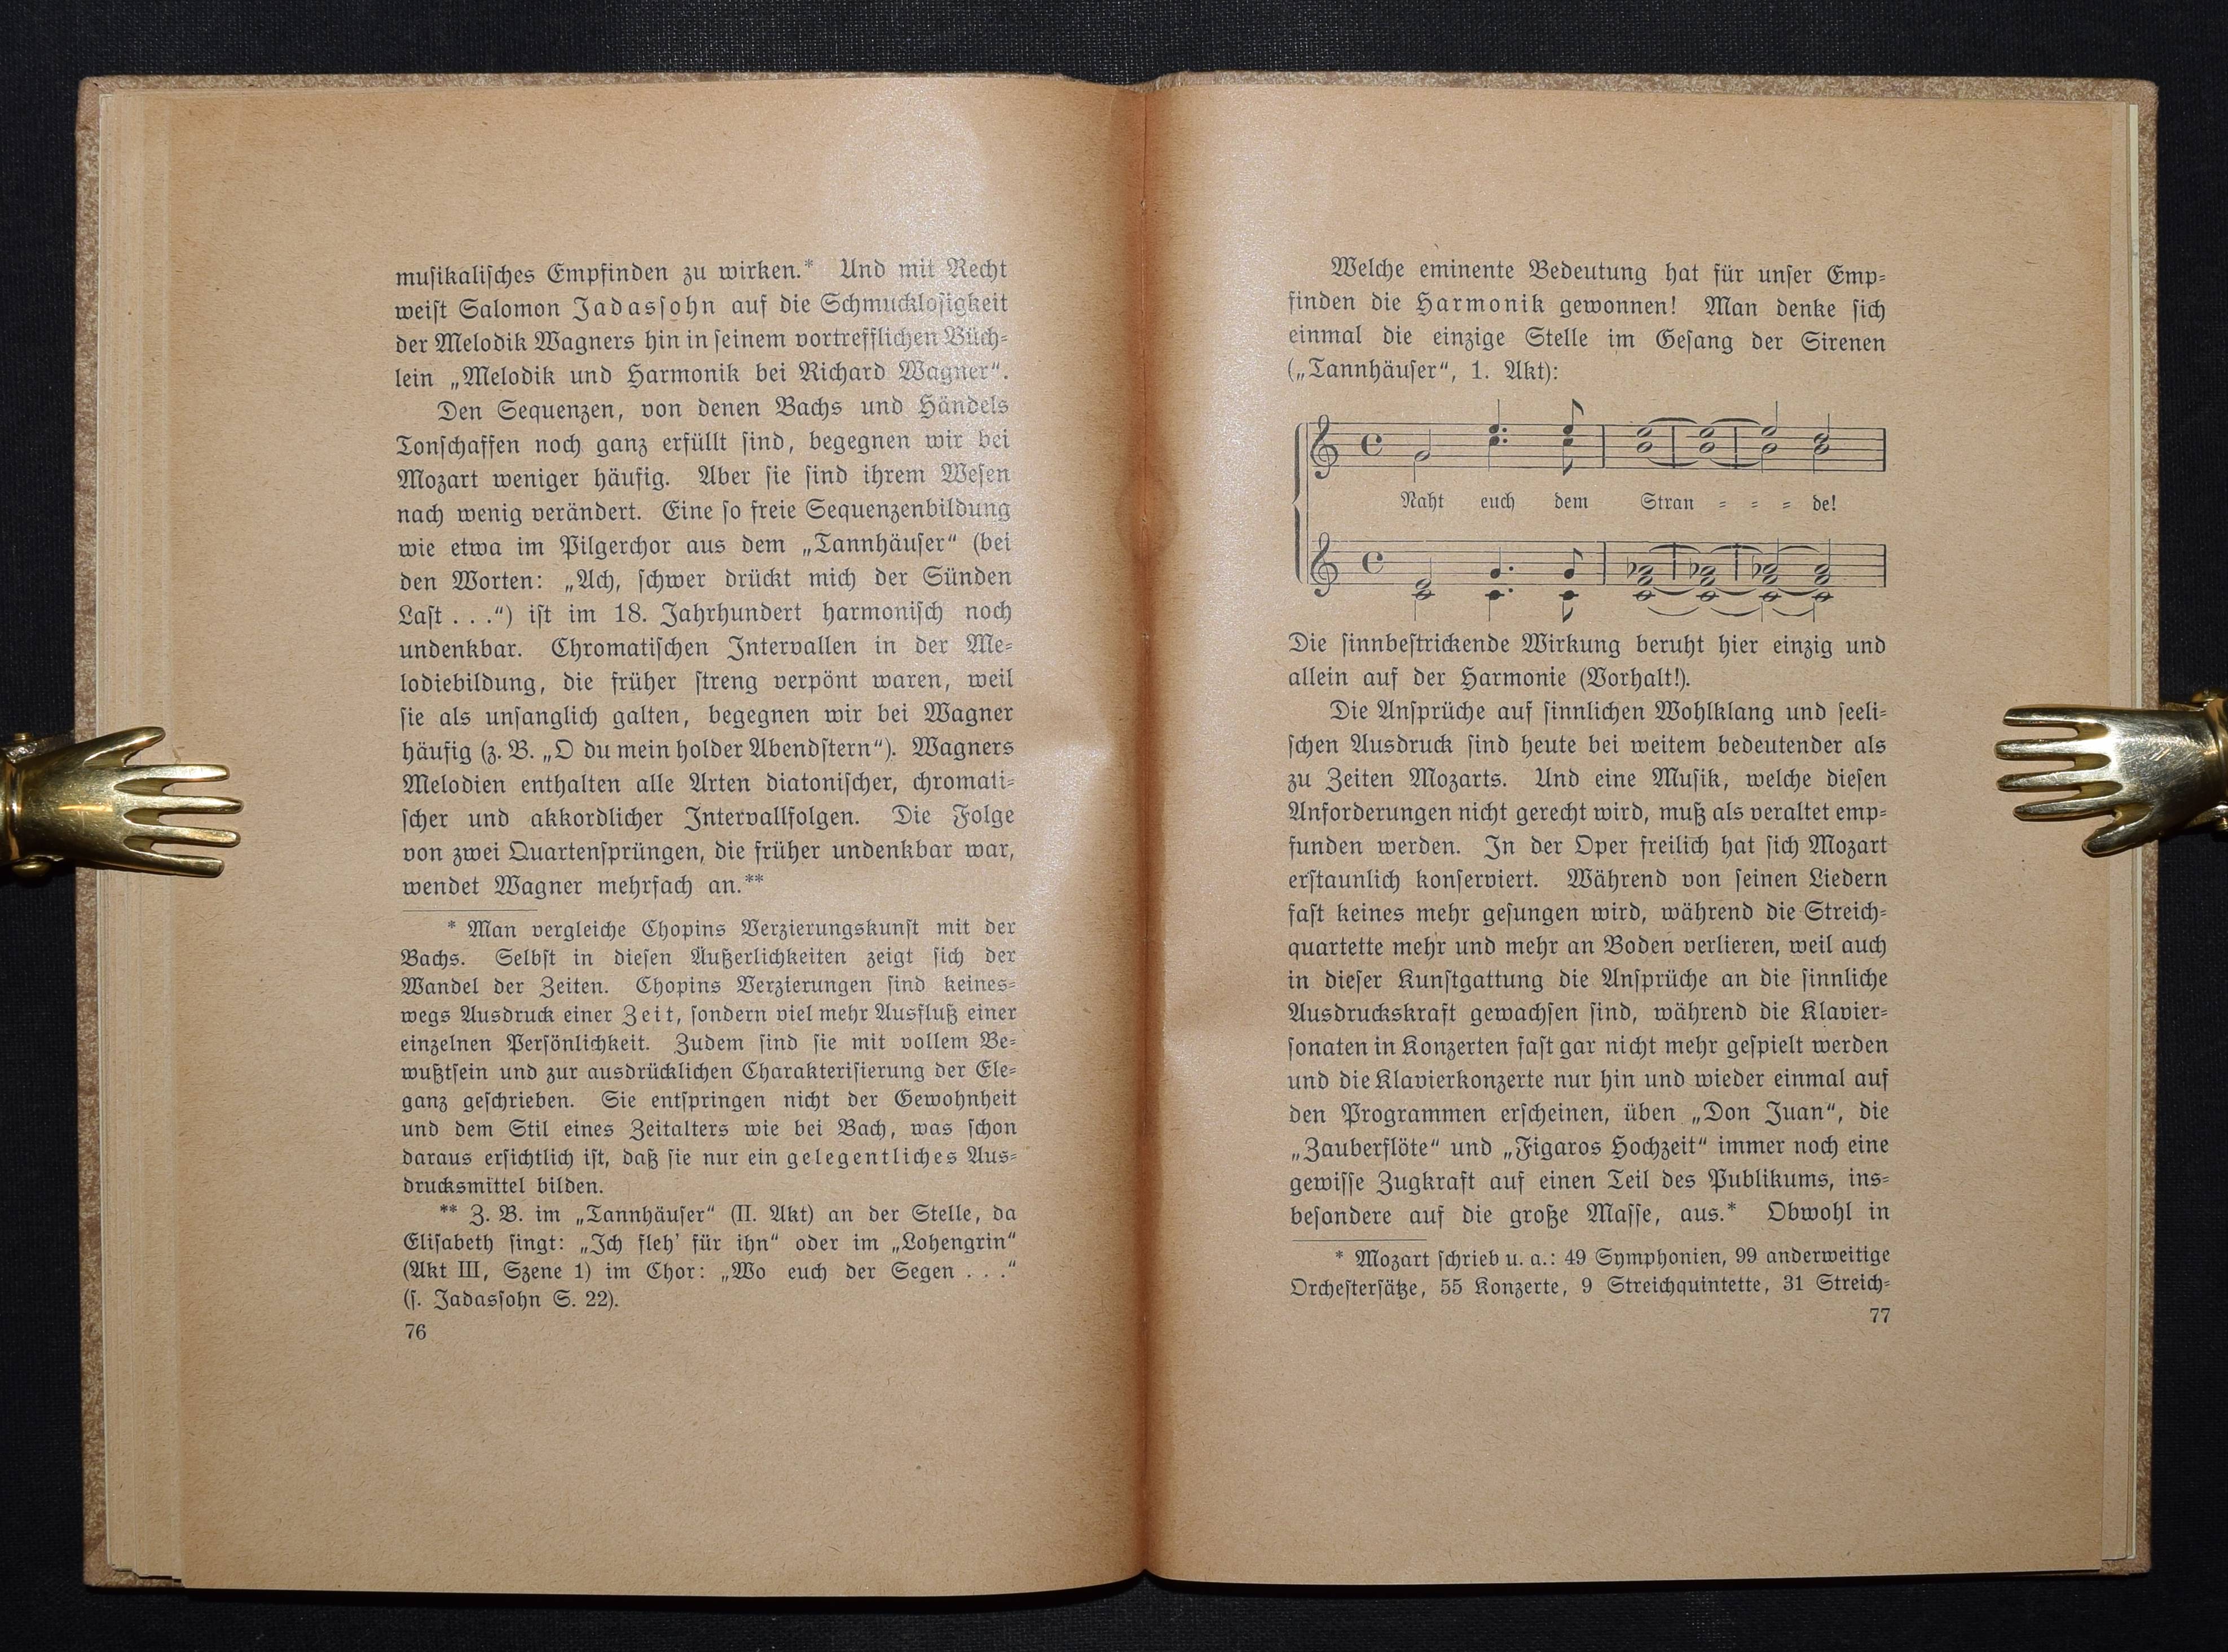 musikalisches Empfinden zu wirken.* Und mit Recht
weist Salomon Jadassohn auf die Schmucklosigkeit
der Melodik Wagners hin in seinem vortrefflichen Büch-
lein „Melodik und Harmonik bei Richard Wagner“.
Den Sequenzen, von denen Bachs und Händels
Tonschaffen noch ganz erfüllt sind, begegnen wir bei
Mozart weniger häufig. Aber sie sind ihrem Wesen
nach wenig verändert. Eine so freie Sequenzenbildung
wie etwa im Pilgerchor aus dem „Tannhäuser“ (bei
den Worten: „Ach, schwer drückt mich der Sünden
Last . . .“) ist im 18. Jahrhundert harmonisch noch
undenkbar. Chromatischen Intervallen in der Me-
lodiebildung, die früher streng verpönt waren, weil
sie als unsanglich galten, begegnen wir bei Wagner
häufig (z. B. „O du mein holder Abendstern“). Wagners
Melodien enthalten alle Arten diatonischer, chromati-
scher und akkordlicher Intervallfolgen. Die Folge
von zwei Quartensprüngen, die früher undenkbar war,
wendet Wagner mehrfach an.**
* Man vergleiche Chopins Verzierungskunst mit der
Bachs. Selbst in diesen Äußerlichkeiten zeigt sich der
Wandel der Zeiten. Chopins Verzierungen sind keines-
wegs Ausdruck einer Zeit, sondern viel mehr Ausfluß einer
einzelnen Persönlichkeit. Zudem sind sie mit vollem Be-
wußtsein und zur ausdrücklichen Charakterisierung der Ele-
ganz geschrieben. Sie entspringen nicht der Gewohnheit
und dem Stil eines Zeitalters wie bei Bach, was schon
daraus ersichtlich ist, daß sie nur ein gelegentliches Aus-
drucksmittel bilden.
** Z. B. im „Tannhäuser“ (II. Akt) an der Stelle, da
Elisabeth singt: „Ich fleh’ für ihn“ oder im „Lohengrin“
(Akt III, Szene 1) im Chor: „Wo euch der Segen . . .“
(s. Jadassohn S. 22).
76
Welche eminente Bedeutung hat für unser Emp-
finden die Harmonik gewonnen! Man denke sich
einmal die einzige Stelle im Gesang der Sirenen
(„Tannhäuser“, 1. Akt):
Naht euch dem Stran - - - de!
Die sinnbestrickende Wirkung beruht hier einzig und
allein auf der Harmonie (Vorhalt!).
Die Ansprüche auf sinnlichen Wohlklang und seeli-
schen Ausdruck sind heute bei weitem bedeutender als
zu Zeiten Mozarts. Und eine Musik, welche diesen
Anforderungen nicht gerecht wird, muß als veraltet emp-
funden werden. In der Oper freilich hat sich Mozart
erstaunlich konserviert. Während von seinen Liedern
fast keines mehr gesungen wird, während die Streich-
quartette mehr und mehr an Boden verlieren, weil auch
in dieser Kunstgattung die Ansprüche an die sinnliche
Ausdruckskraft gewachsen sind, während die Klavier-
sonaten in Konzerten fast gar nicht mehr gespielt werden
und die Klavierkonzerte nur hin und wieder einmal auf
den Programmen erscheinen, üben „Don Juan“, die
„Zauberflöte“ und „Figaros Hochzeit“ immer noch eine
gewisse Zugkraft auf einen Teil des Publikums, ins-
besondere auf die große Masse, aus.* Obwohl in
* Mozart schrieb u. a.: 49 Symphonien, 99 anderweitige
Orchestersätze, 55 Konzerte, 9 Streichquintette, 31 Streich-
77